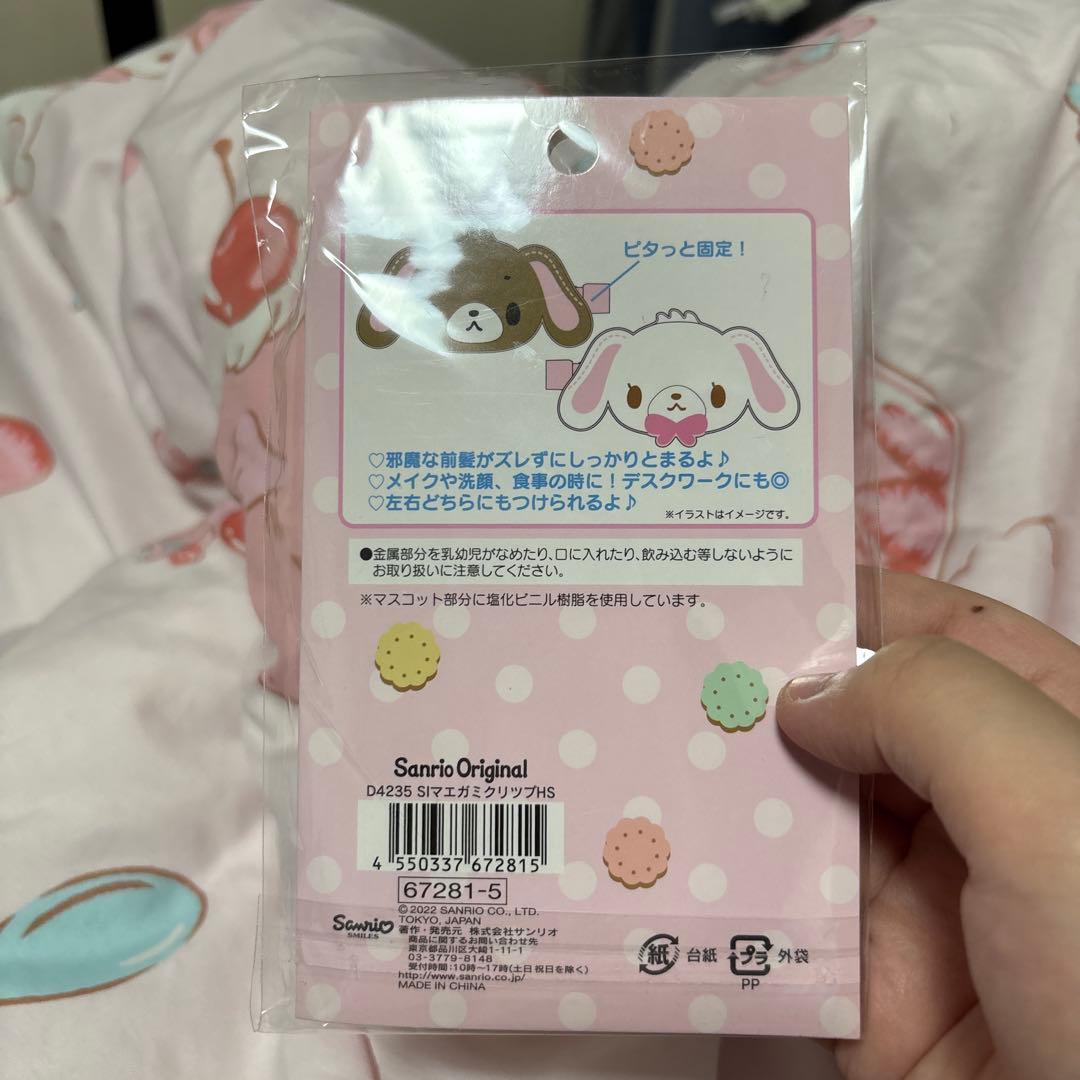 ピタっと固定！
♡邪魔な前髪がズレずにしっかりとまるよ♪
♡メイクや洗顔、食事の時に！デスクワークにも◎
♡左右どちらにもつけられるよ♪
※イラストはイメージです。
●金属部分を乳幼児がなめたり、口に入れたり、飲み込む等しないように
お取り扱いに注意してください。
※マスコット部分に塩化ビニル樹脂を使用しています。
Sanrio Original
D4235 SIマエガミクリップHS
4 550337 672815
67281-5
©2022 SANRIO CO., LTD.
TOKYO, JAPAN
著作・発売元 株式会社サンリオ
商品に関するお問い合わせ先
東京都品川区大崎1-11-1
03-3779-8148
受付時間:10時～17時(土日祝日を除く)
http://www.sanrio.co.jp/
MADE IN CHINA
Sanrio
SMILES
紙 台紙
プラ 外袋
PP